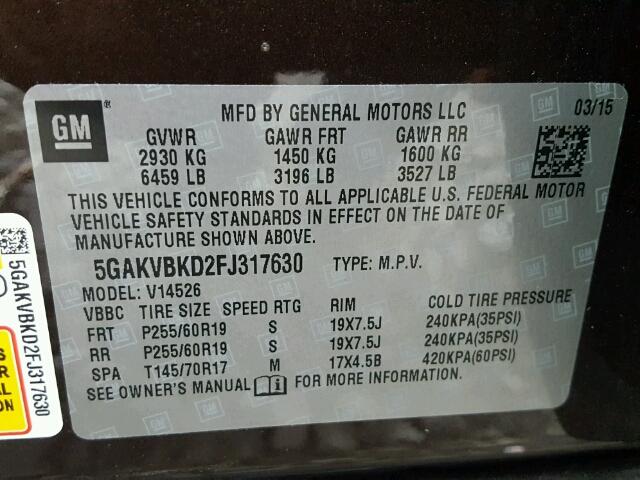 GM
MFD BY GENERAL MOTORS LLC 03/15
GVWR GAWR FRT GAWR RR
2930 KG 1450 KG 1600 KG
6459 LB 3196 LB 3527 LB
THIS VEHICLE CONFORMS TO ALL APPLICABLE U.S. FEDERAL MOTOR
VEHICLE SAFETY STANDARDS IN EFFECT ON THE DATE OF
MANUFACTURE SHOWN ABOVE.
5GAKVBKD2FJ317630 TYPE: M.P.V.
MODEL: V14526
VBBC TIRE SIZE SPEED RTG RIM COLD TIRE PRESSURE
FRT P255/60R19 S 19X7.5J 240KPA(35PSI)
RR P255/60R19 S 19X7.5J 240KPA(35PSI)
SPA T145/70R17 M 17X4.5B 420KPA(60PSI)
SEE OWNER'S MANUAL FOR MORE INFORMATION.
5GAKVBKD2FJ317630